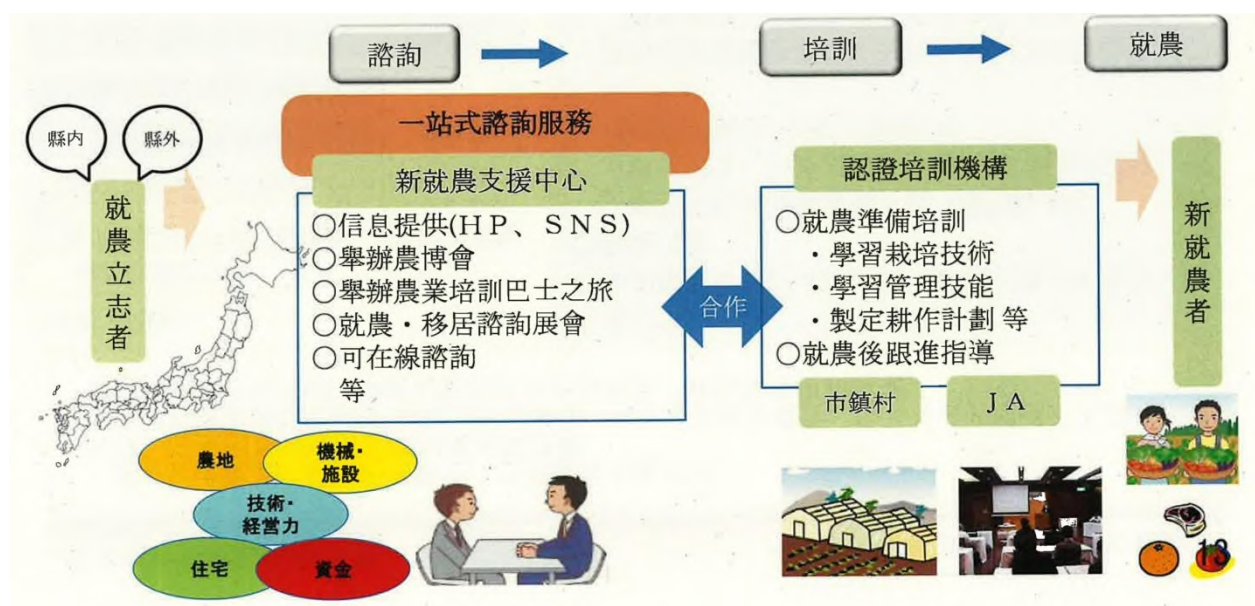 諮詢
培訓
就農
縣内
縣外
就農立志者
一站式諮詢服務
新就農支援中心
○信息提供(ＨＰ、ＳＮＳ)
○舉辦農博會
○舉辦農業培訓巴士之旅
○就農・移居諮詢展會
○可在線諮詢
等
合作
認證培訓機構
○就農準備培訓
・學習栽培技術
・學習管理技能
・製定耕作計劃 等
○就農後跟進指導
市鎮村
ＪＡ
新就農者
農地
機械・
施設
技術・
経営力
住宅
資金
13